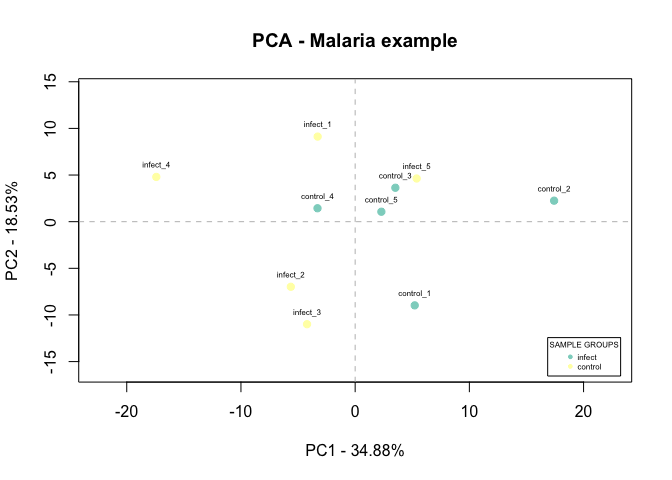 PCA - Malaria example
PC2 - 18.53%
15
10
5
0
-5
-10
-15
infect_1
infect_4
infect_5
control_3
control_2
control_4
control_5
infect_2
control_1
infect_3
SAMPLE GROUPS
infect
control
-20
-10
0
10
20
PC1 - 34.88%